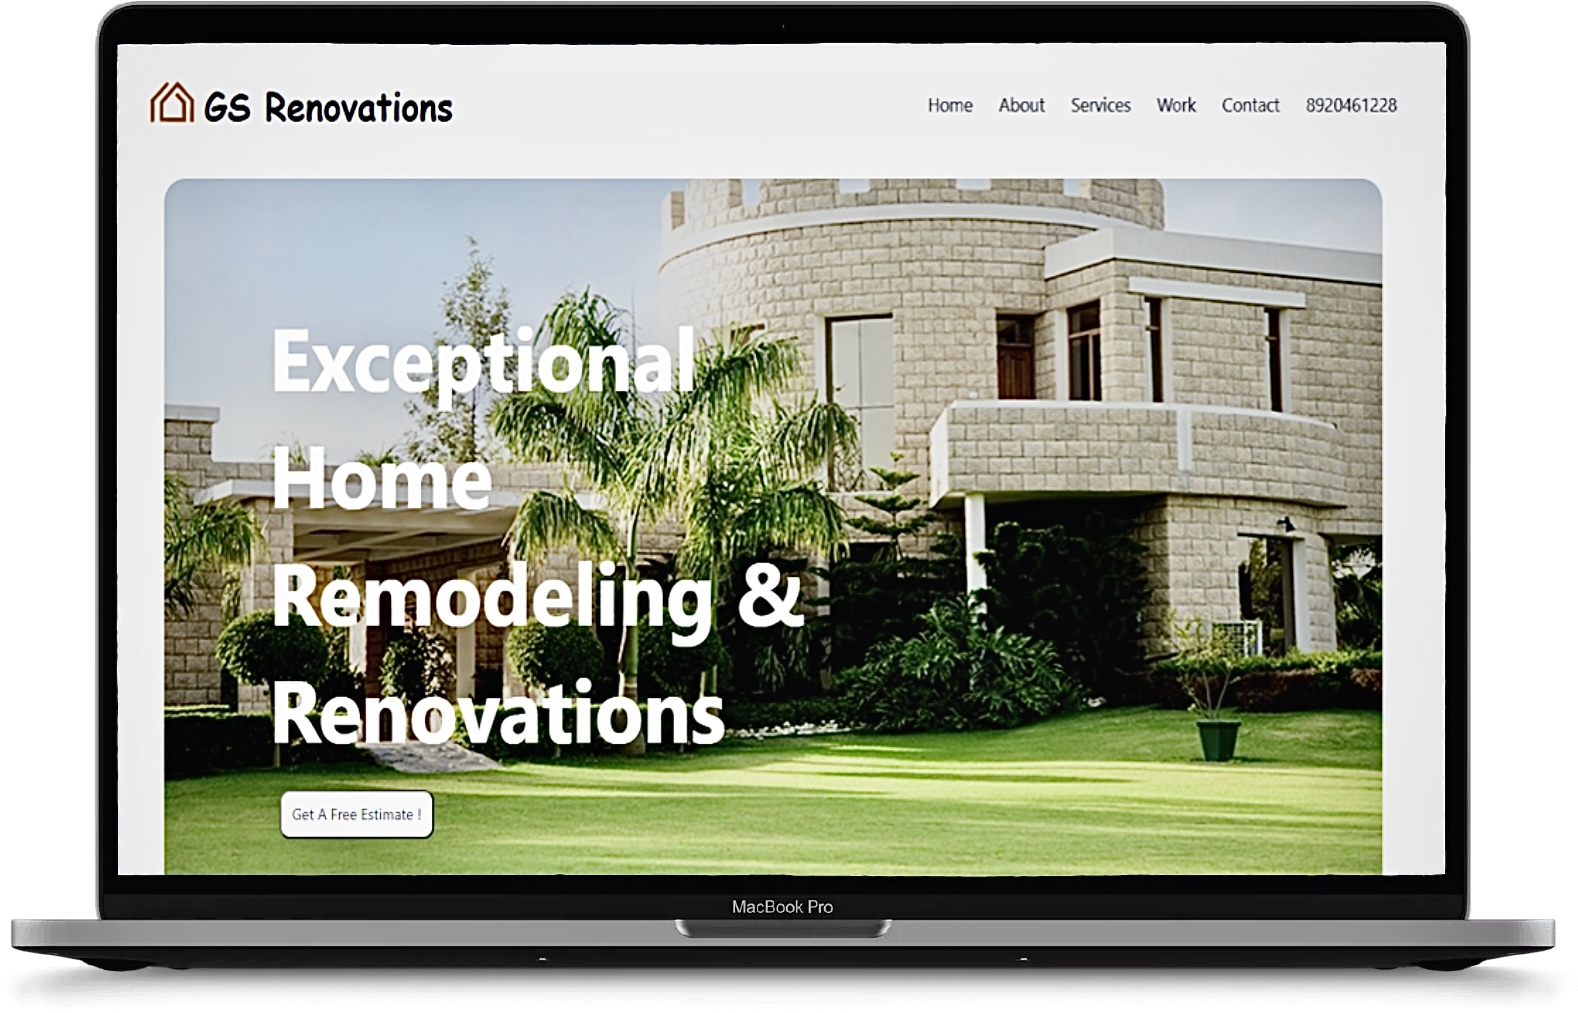 GS Renovations
Home About Services Work Contact 8920461228
Exceptional
Home
Remodeling &
Renovations
Get A Free Estimate !
MacBook Pro